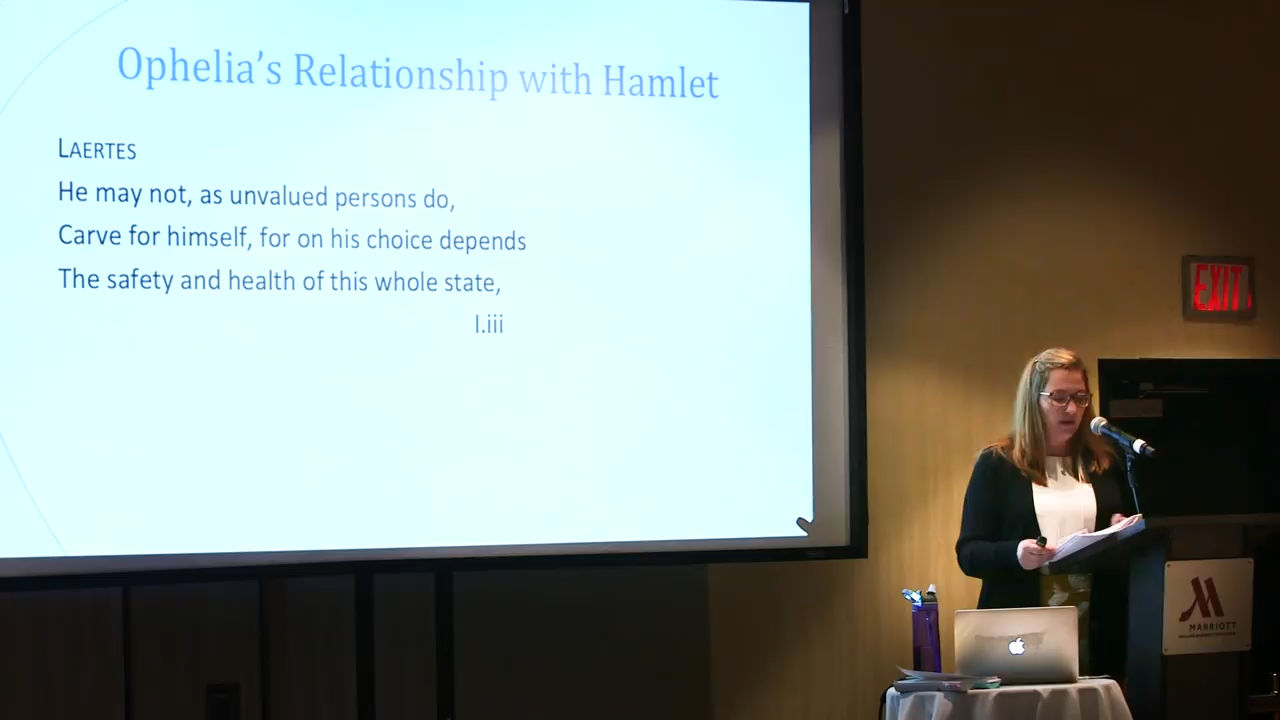 Ophelia's Relationship with Hamlet
LAERTES
He may not, as unvalued persons do,
Carve for himself, for on his choice depends
The safety and health of this whole state,
I.iii
EXIT
MARRIOTT